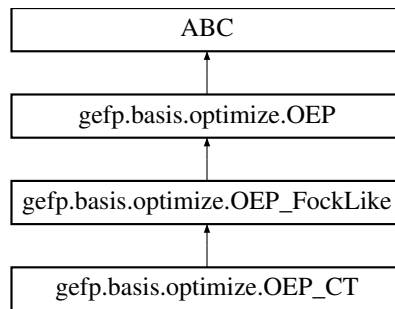 ABC
gefp.basis.optimize.OEP
gefp.basis.optimize.OEP_FockLike
gefp.basis.optimize.OEP_CT